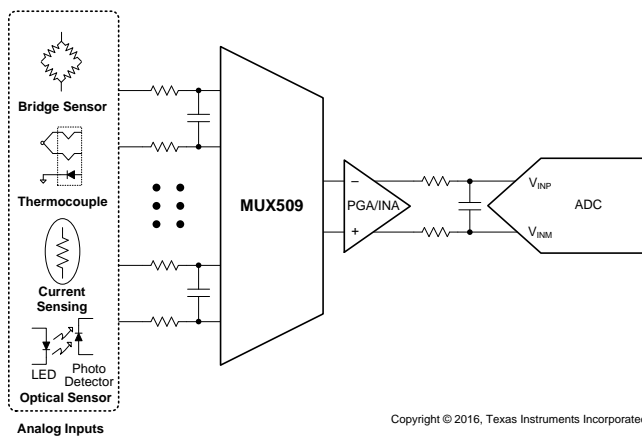 Bridge Sensor
Thermocouple
Current
Sensing
LED
Photo
Detector
Optical Sensor
Analog Inputs
MUX509
−
PGA/INA
+
VINP
VINM
ADC
Copyright © 2016, Texas Instruments Incorporated